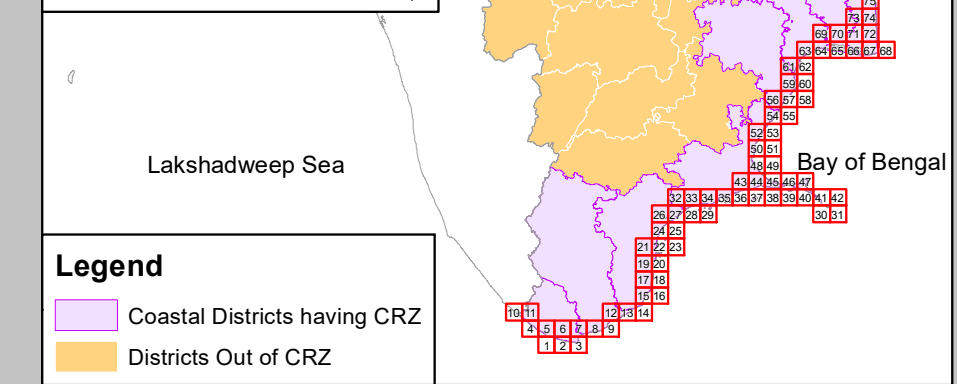 75
73 74
69 70 71 72
63 64 65 66 67 68
61 62
59 60
56 57 58
54 55
52 53
50 51
48 49
Lakshadweep Sea
Bay of Bengal
43 44 45 46 47
32 33 34 35 36 37 38 39 40 41 42
26 27 28 29 30 31
24 25
21 22 23
19 20
17 18
15 16
10 11 12 13 14
4 5 6 7 8 9
1 2 3
Legend
Coastal Districts having CRZ
Districts Out of CRZ